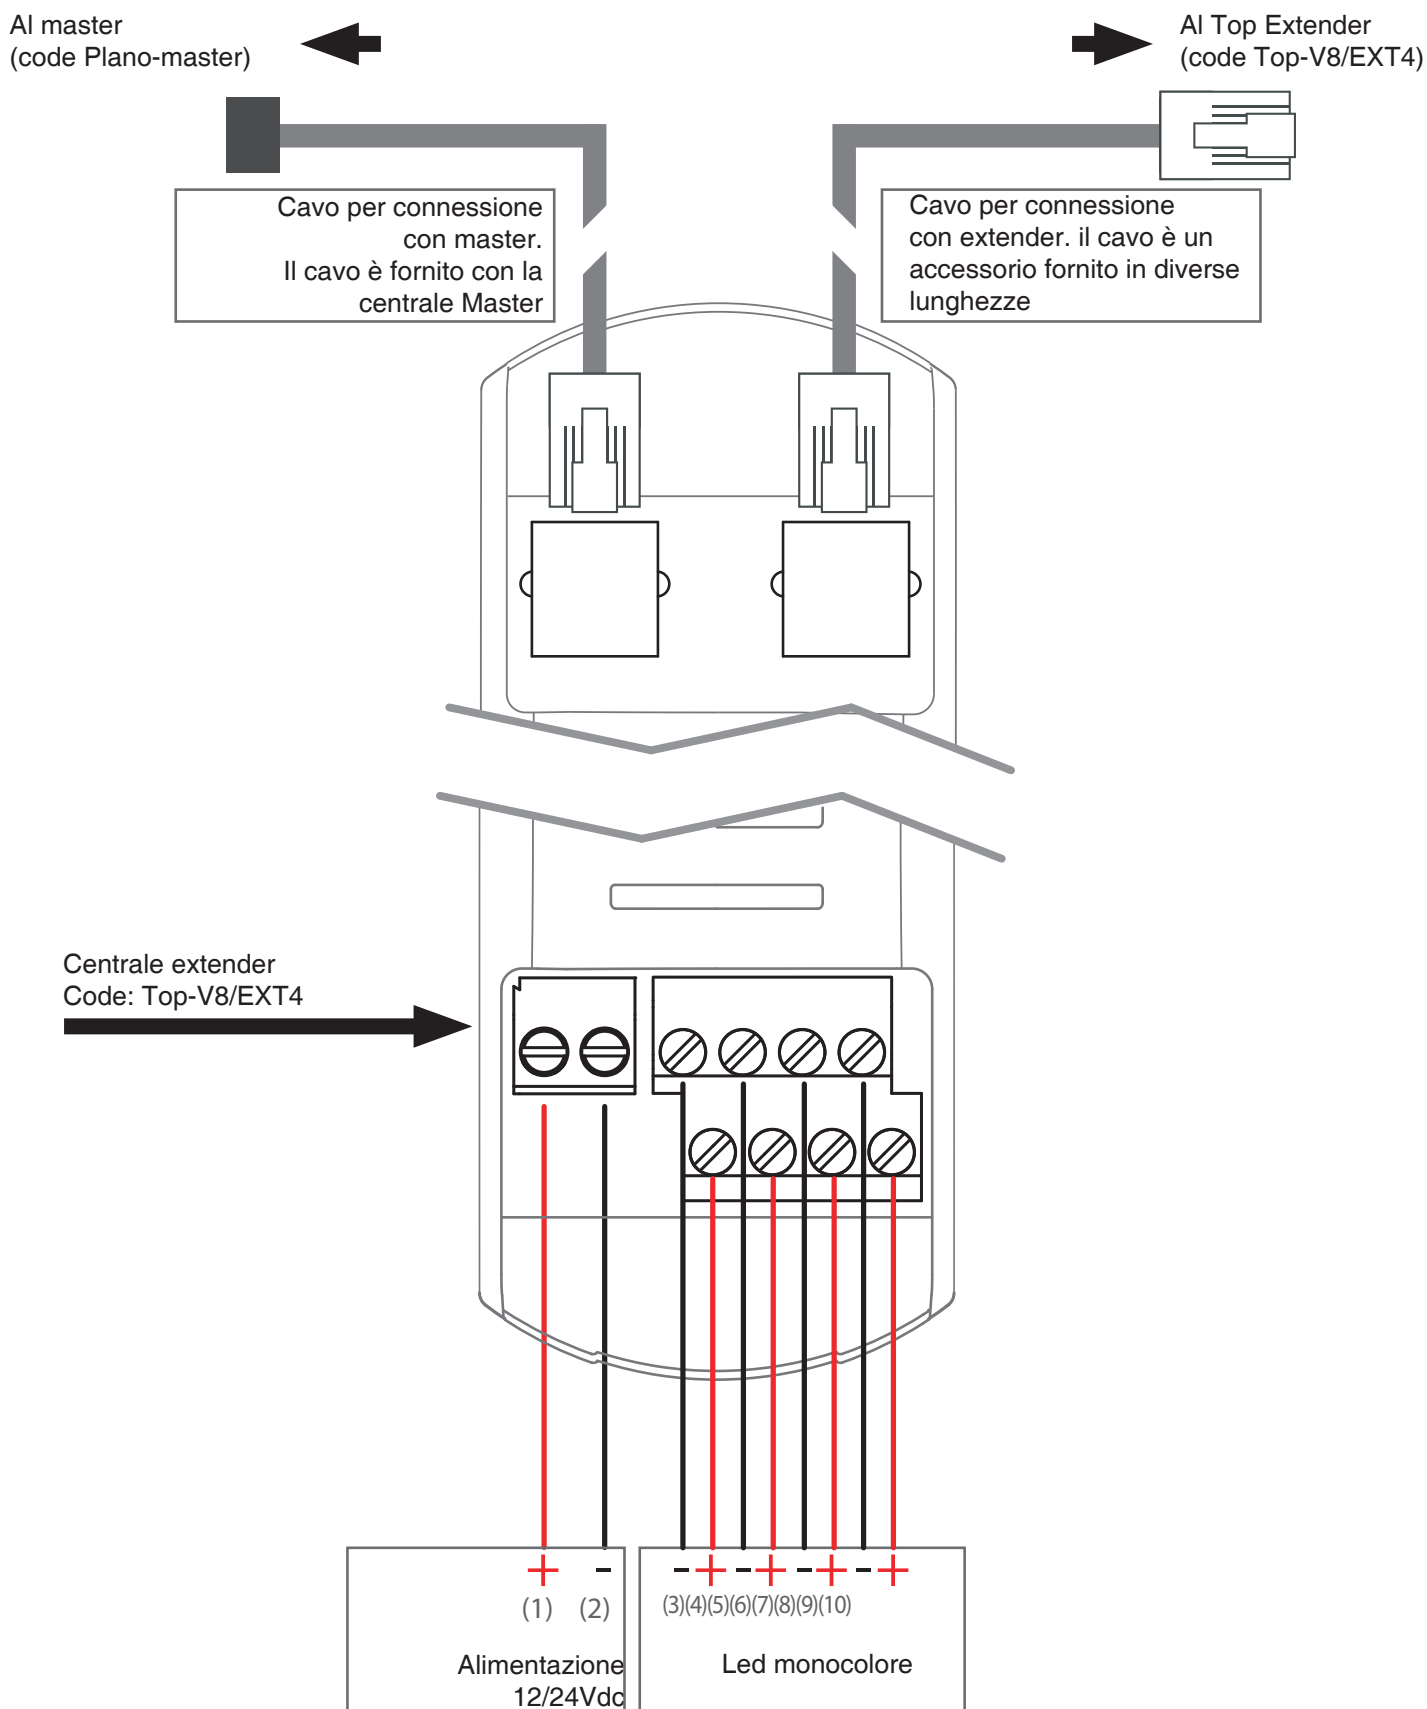 Al master
(code Plano-master)
Al Top Extender
(code Top-V8/EXT4)
Cavo per connessione
con master.
Il cavo è fornito con la
centrale Master
Cavo per connessione
con extender. il cavo è un
accessorio fornito in diverse
lunghezze
Centrale extender
Code: Top-V8/EXT4
+ -
- + - + - + - +
(1) (2)
(3)(4)(5)(6)(7)(8)(9)(10)
Alimentazione
12/24Vdc
Led monocolore